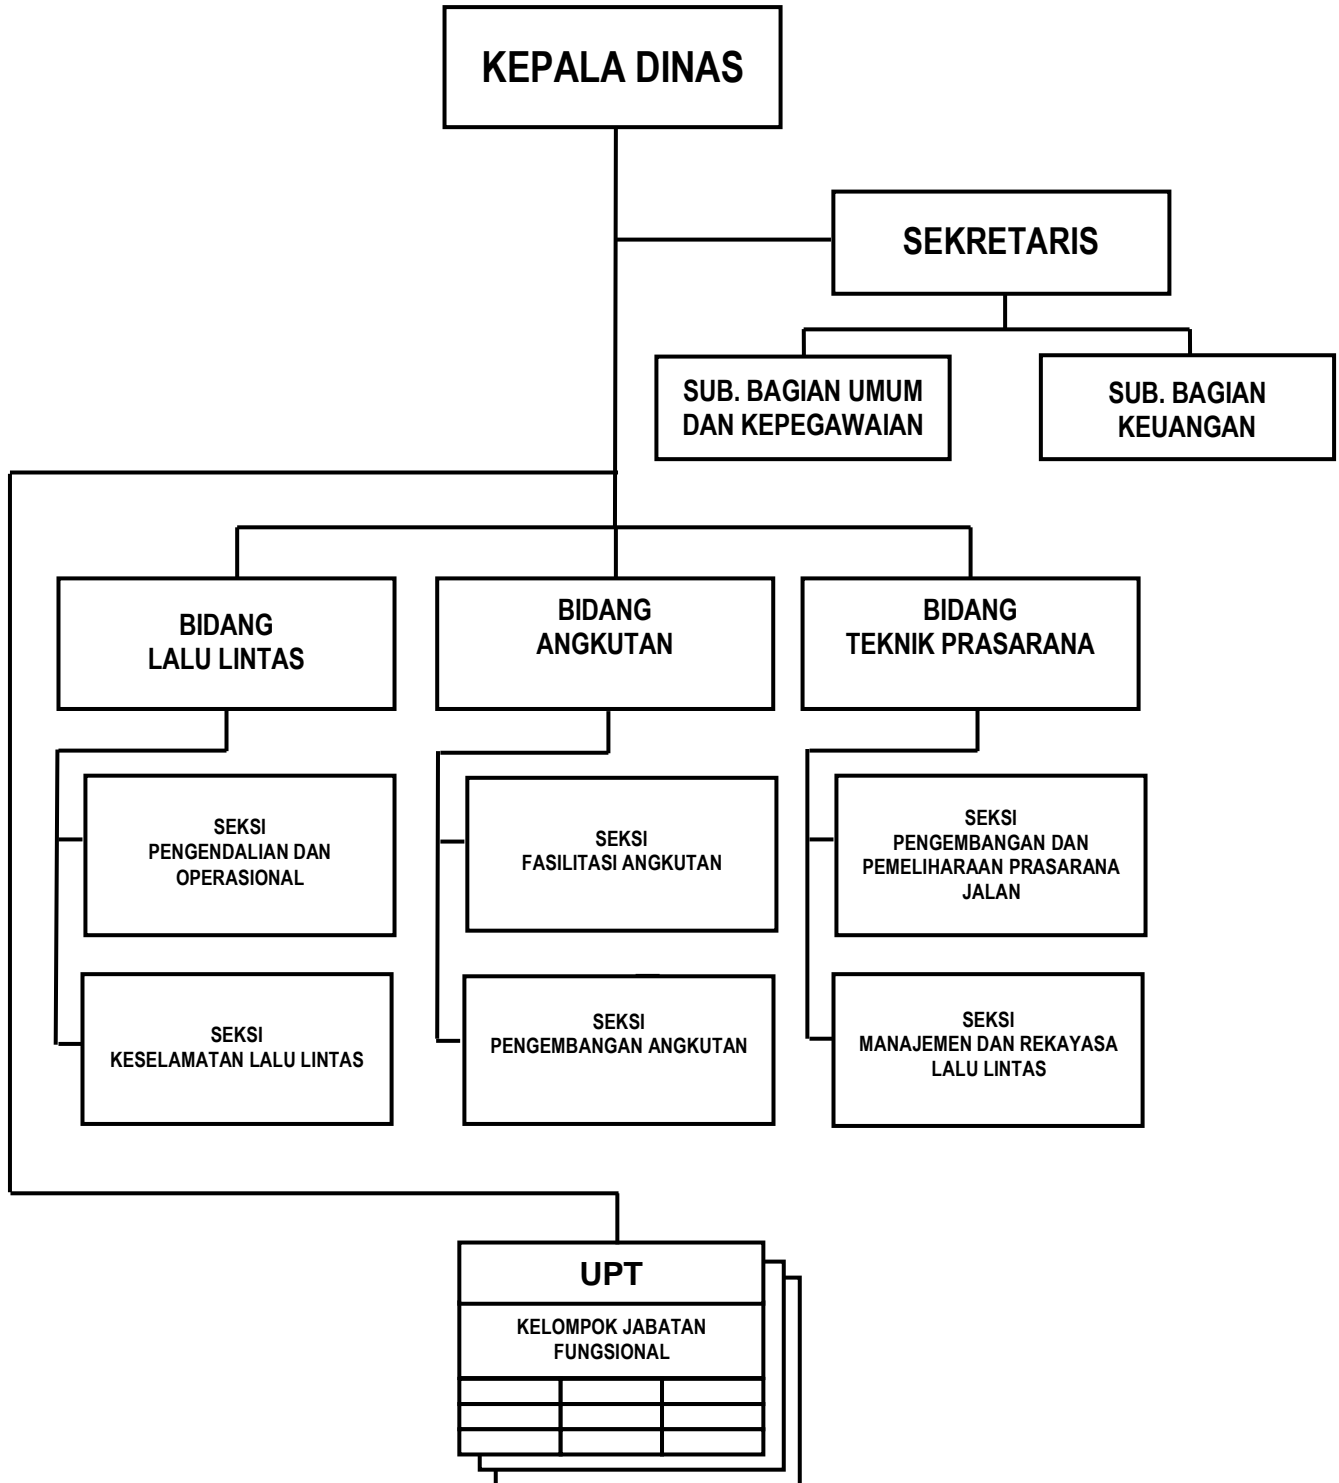 KEPALA DINAS
SEKRETARIS
SUB. BAGIAN UMUM
DAN KEPEGAWAIAN
SUB. BAGIAN
KEUANGAN
BIDANG
LALU LINTAS
BIDANG
ANGKUTAN
BIDANG
TEKNIK PRASARANA
SEKSI
PENGENDALIAN DAN
OPERASIONAL
SEKSI
FASILITASI ANGKUTAN
SEKSI
PENGEMBANGAN DAN
PEMELIHARAAN PRASARANA
JALAN
SEKSI
KESELAMATAN LALU LINTAS
SEKSI
PENGEMBANGAN ANGKUTAN
SEKSI
MANAJEMEN DAN REKAYASA
LALU LINTAS
UPT
KELOMPOK JABATAN
FUNGSIONAL